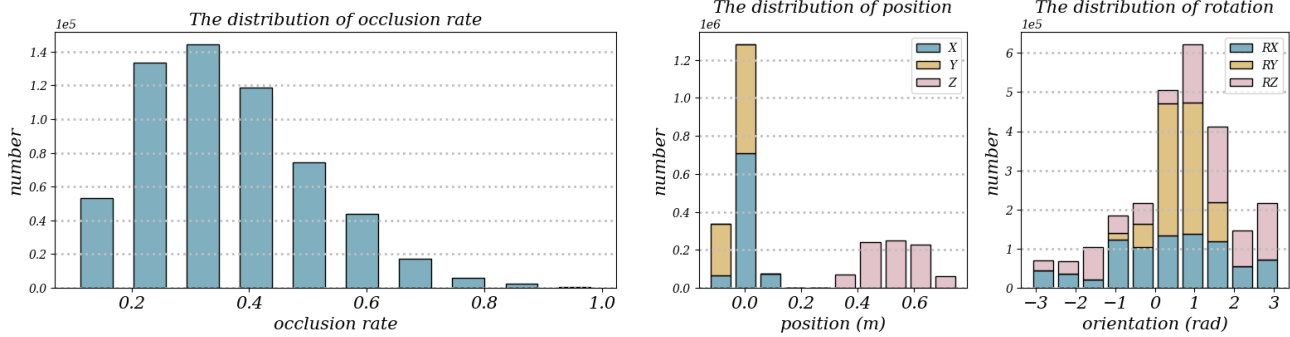 The distribution of occlusion rate
1e5
1.4
1.2
1.0
0.8
0.6
0.4
0.2
0.0
number
0.2 0.4 0.6 0.8 1.0
occlusion rate
The distribution of position
1e6
1.2
1.0
0.8
0.6
0.4
0.2
0.0
number
X
Y
Z
0.0 0.2 0.4 0.6
position (m)
The distribution of rotation
1e5
6
5
4
3
2
1
0
number
RX
RY
RZ
−3 −2 −1 0 1 2 3
orientation (rad)